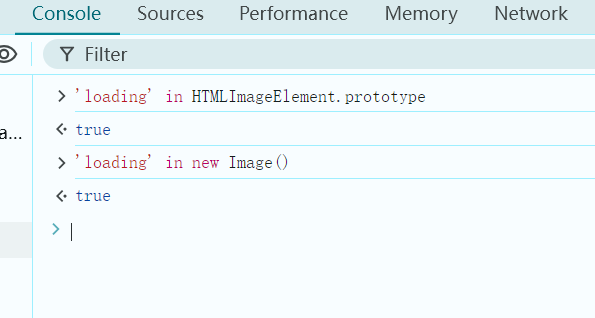 Console Sources Performance Memory Network
Filter
a...
'loading' in HTMLImageElement.prototype
true
'loading' in new Image()
true